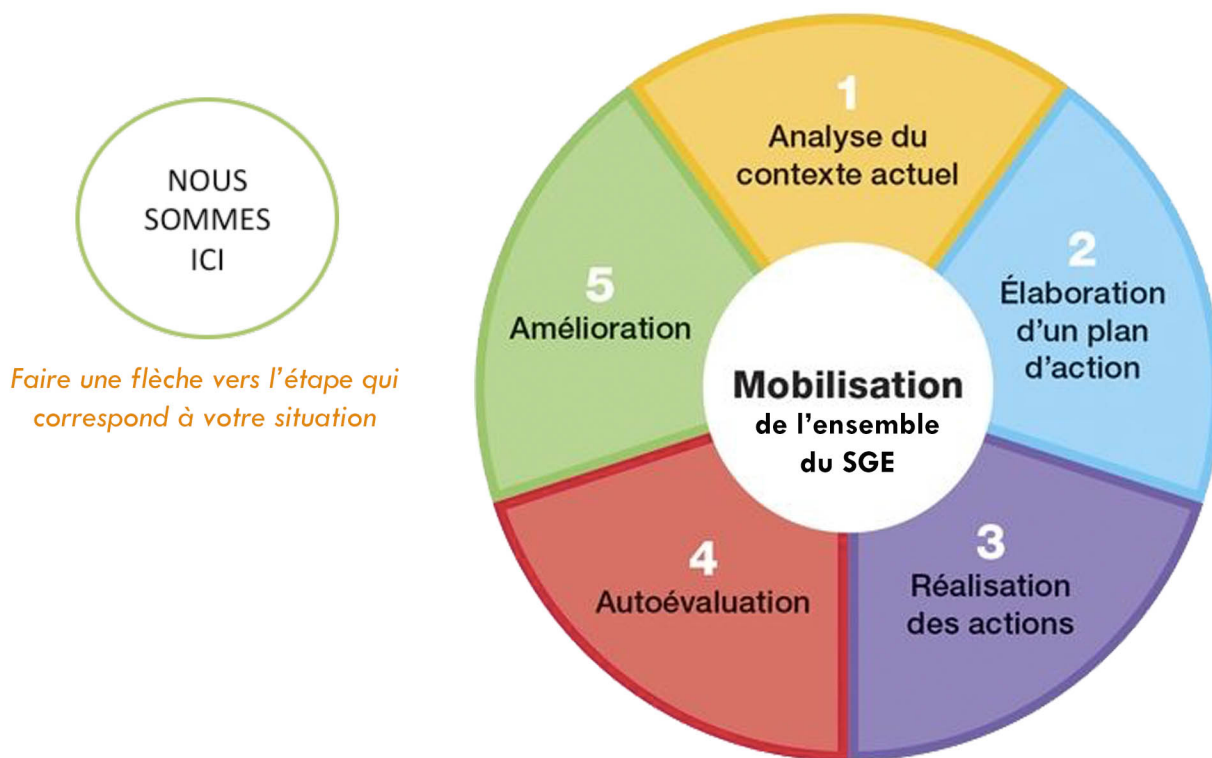 NOUS
SOMMES
ICI
Faire une flèche vers l'étape qui
correspond à votre situation
1
Analyse du
contexte actuel
2
Élaboration
d'un plan
d'action
3
Réalisation
des actions
4
Autoévaluation
5
Amélioration
Mobilisation
de l'ensemble
du SGE